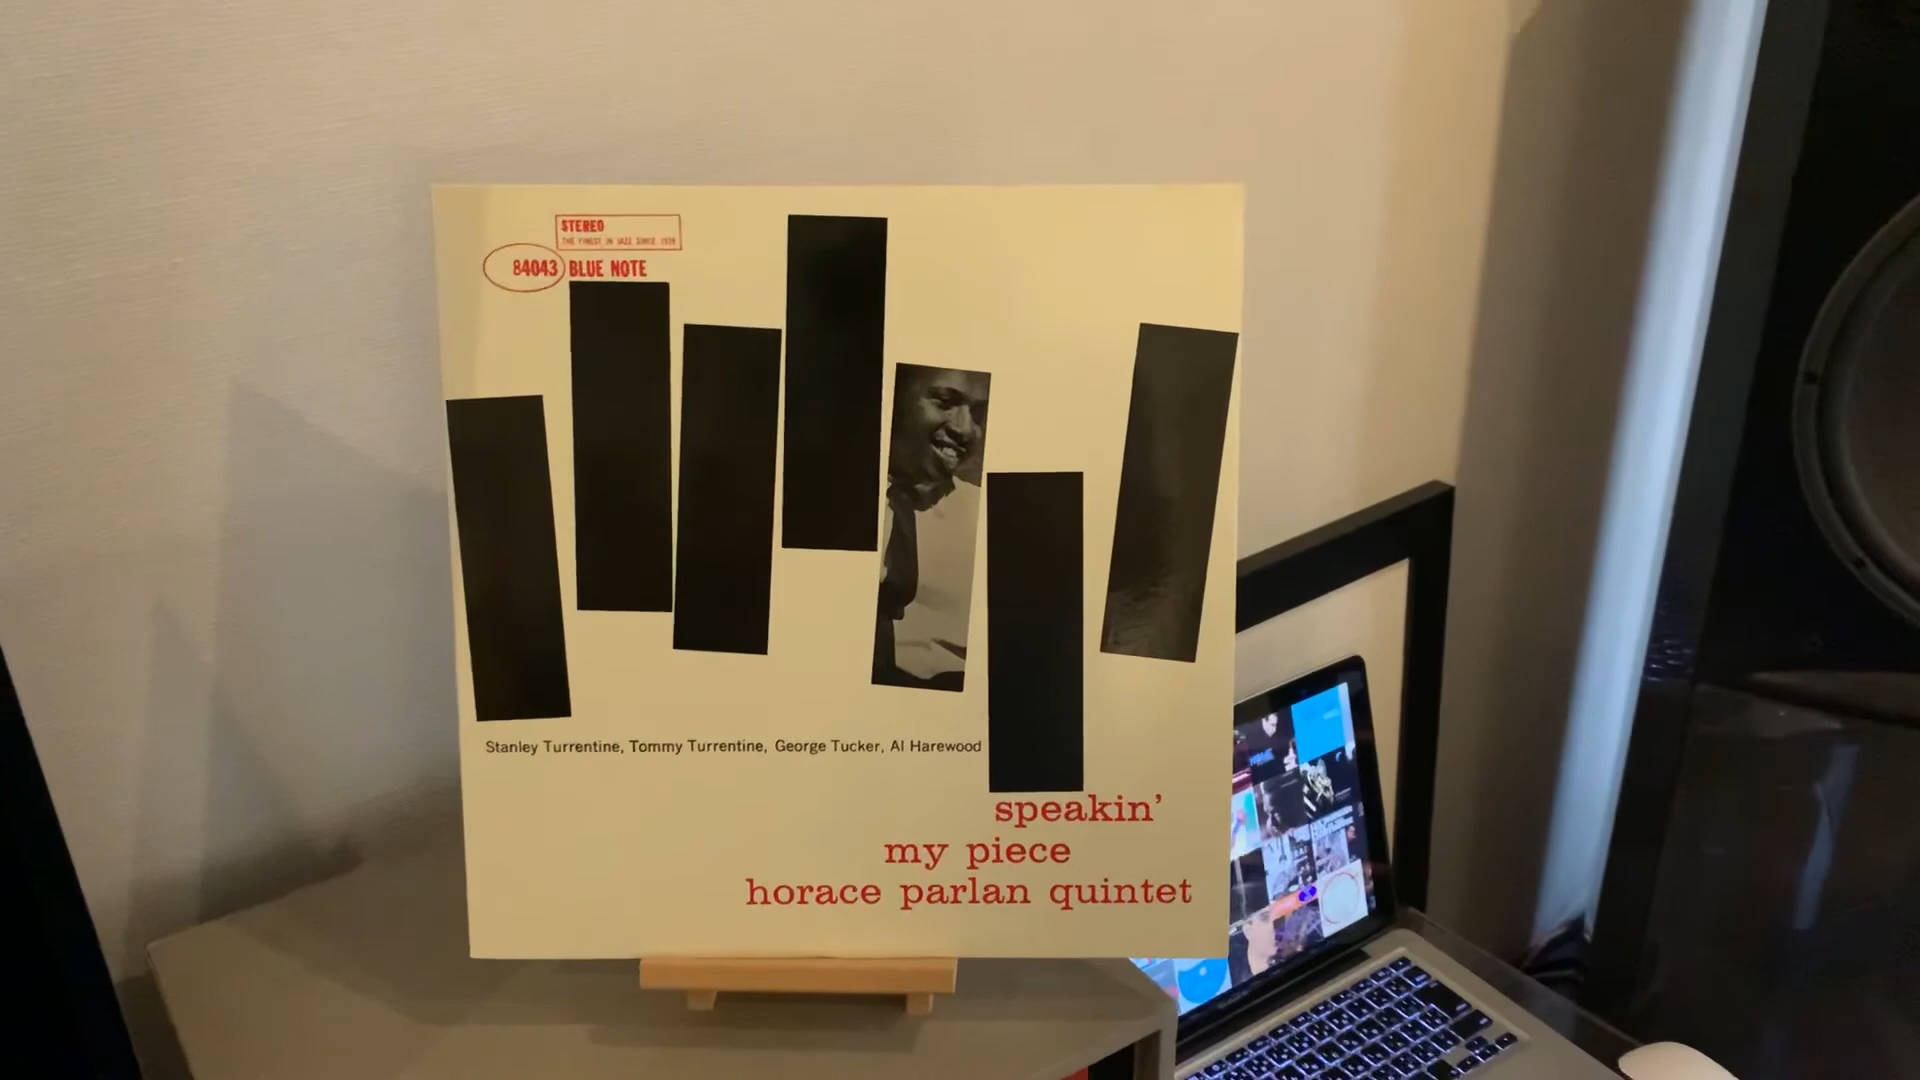 STEREO
THE FINEST IN JAZZ SINCE 1939
84043 BLUE NOTE
Stanley Turrentine, Tommy Turrentine, George Tucker, Al Harewood
speakin’
my piece
horace parlan quintet